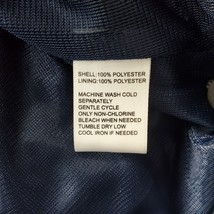 SHELL:100% POLYESTER
LINING:100% POLYESTER
MACHINE WASH COLD
SEPARATELY
GENTLE CYCLE
ONLY NON-CHLORINE
BLEACH WHEN NEEDED
TUMBLE DRY LOW
COOL IRON IF NEEDED